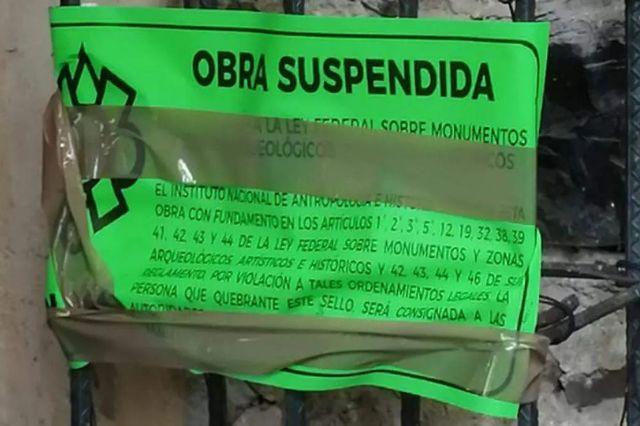 OBRA SUSPENDIDA
A LA LEY FEDERAL SOBRE MONUMENTOS
EL INSTITUTO NACIONAL DE ANTROPOLOGÍA E
OBRA CON FUNDAMENTO EN LOS ARTÍCULOS 1°, 2°, 3°, 5°, 12, 19, 32, 38, 39
41, 42, 43 Y 44 DE LA LEY FEDERAL SOBRE MONUMENTOS Y ZONAS
ARQUEOLÓGICOS ARTÍSTICOS E HISTÓRICOS Y 42, 43, 44 Y 46 DE SU
REGLAMENTO. POR VIOLACIÓN A TALES ORDENAMIENTOS LEGALES. LA
PERSONA QUE QUEBRANTE ESTE SELLO, SERÁ CONSIGNADA A LAS